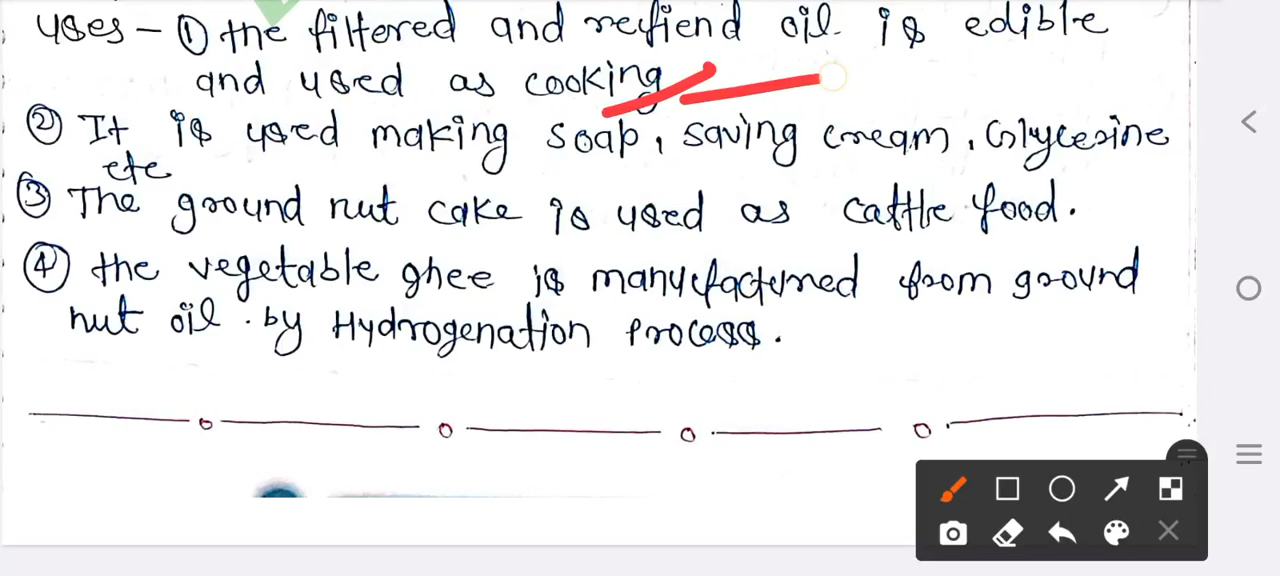 uses - ① the filtered and refiend oil is edible
and used as cooking
② It is used making soap, saving cream, Glycerine
etc
③ The ground nut cake is used as cattle food.
④ the vegetable ghee is manufactured from ground
nut oil. by Hydrogenation process.